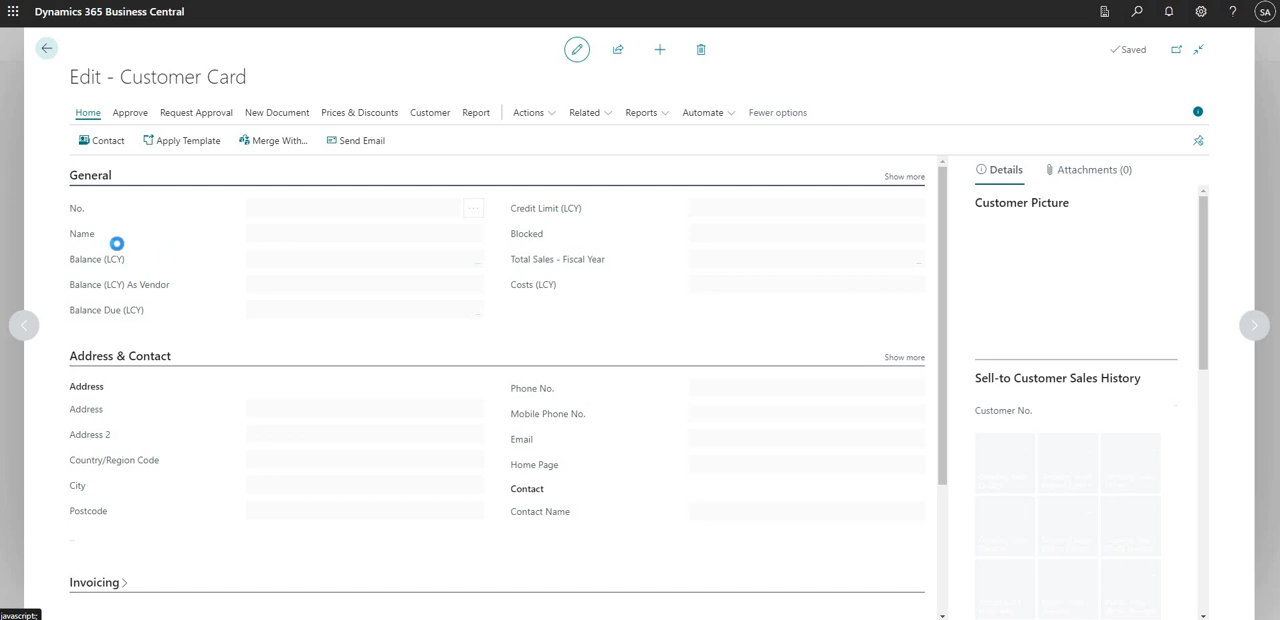 Dynamics 365 Business Central
SA
Saved
Edit - Customer Card
Home Approve Request Approval New Document Prices & Discounts Customer Report Actions Related Reports Automate Fewer options
Contact Apply Template Merge With... Send Email
General
Show more
No.
Name
Balance (LCY)
Balance (LCY) As Vendor
Balance Due (LCY)
Credit Limit (LCY)
Blocked
Total Sales - Fiscal Year
Costs (LCY)
Address & Contact
Show more
Address
Address
Address 2
Country/Region Code
City
Postcode
Phone No.
Mobile Phone No.
Email
Home Page
Contact
Contact Name
Invoicing
Details Attachments (0)
Customer Picture
Sell-to Customer Sales History
Customer No.
javascript:;